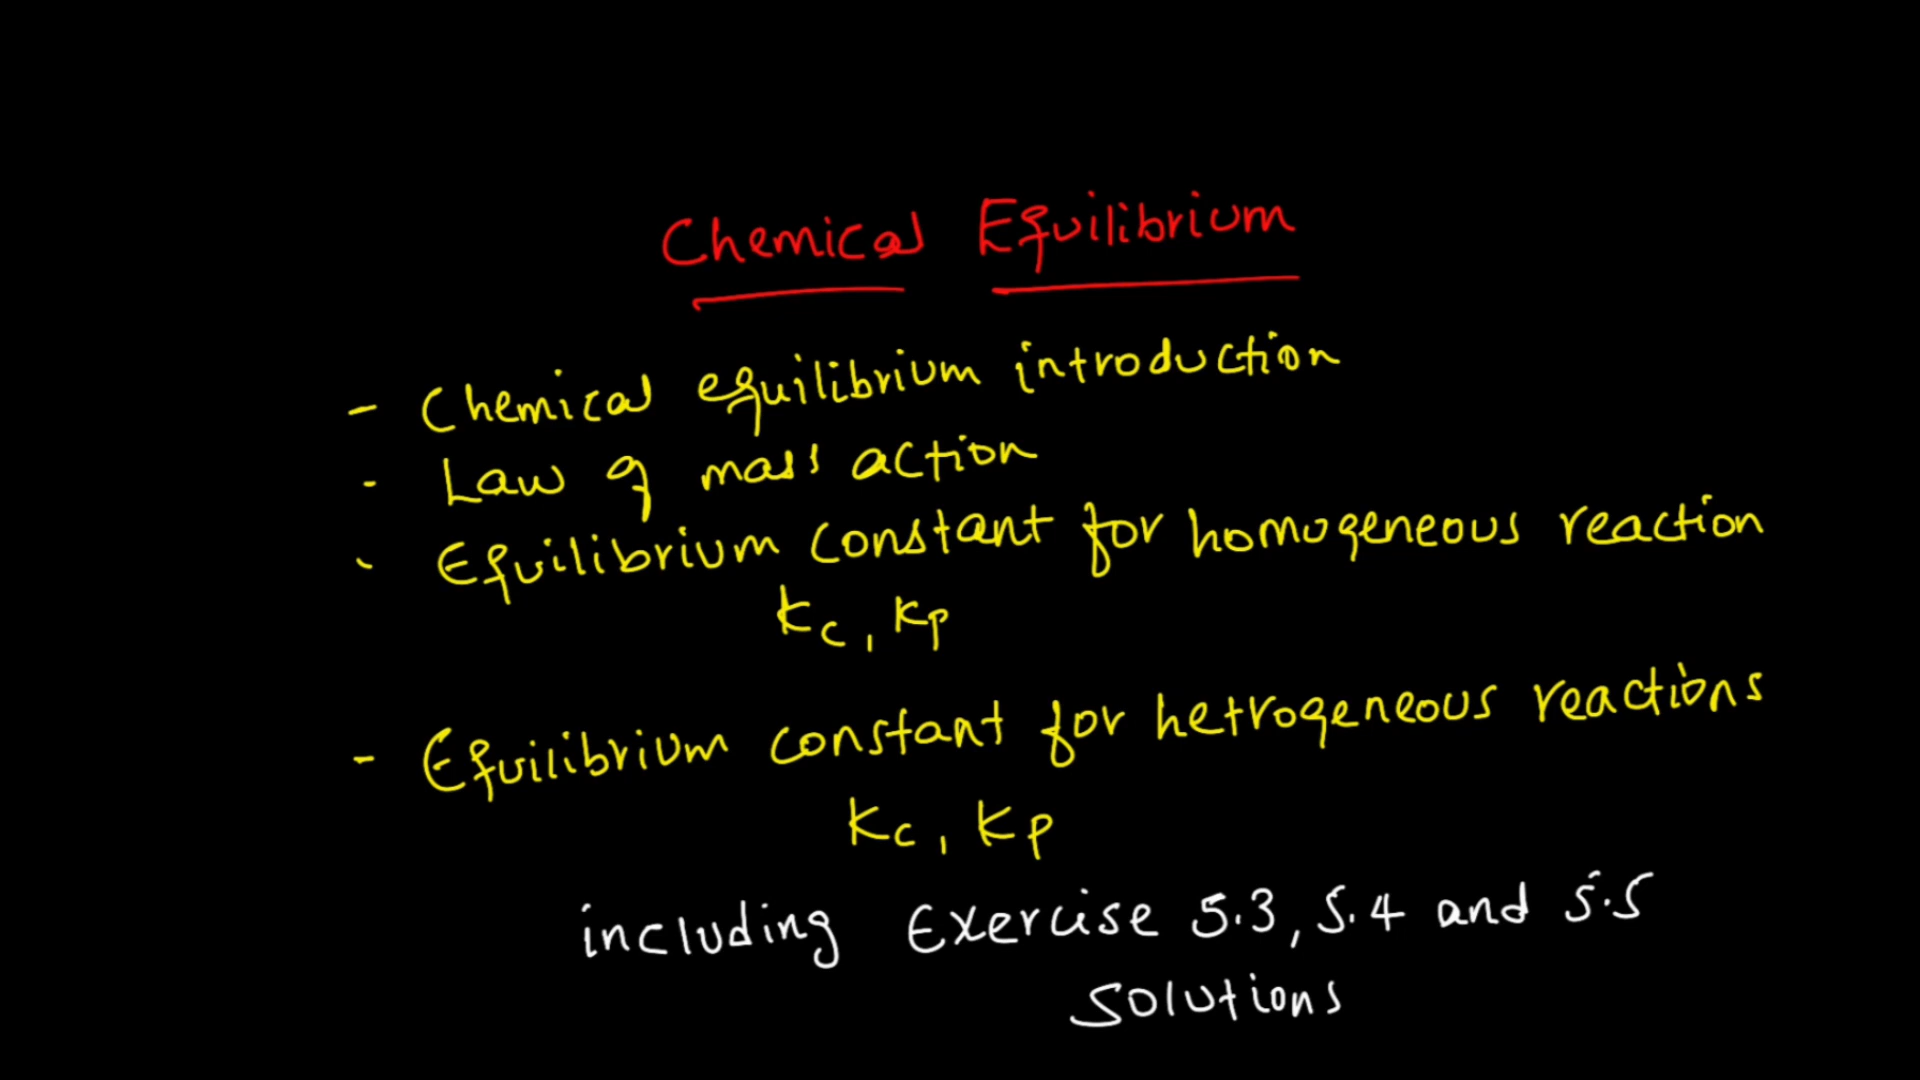 Chemical Equilibrium
- Chemical equilibrium introduction
- Law of mass action
- Equilibrium constant for homogeneous reaction
Kc, Kp
- Equilibrium constant for hetrogeneous reactions
Kc, Kp
including Exercise 5.3, 5.4 and 5.5
Solutions